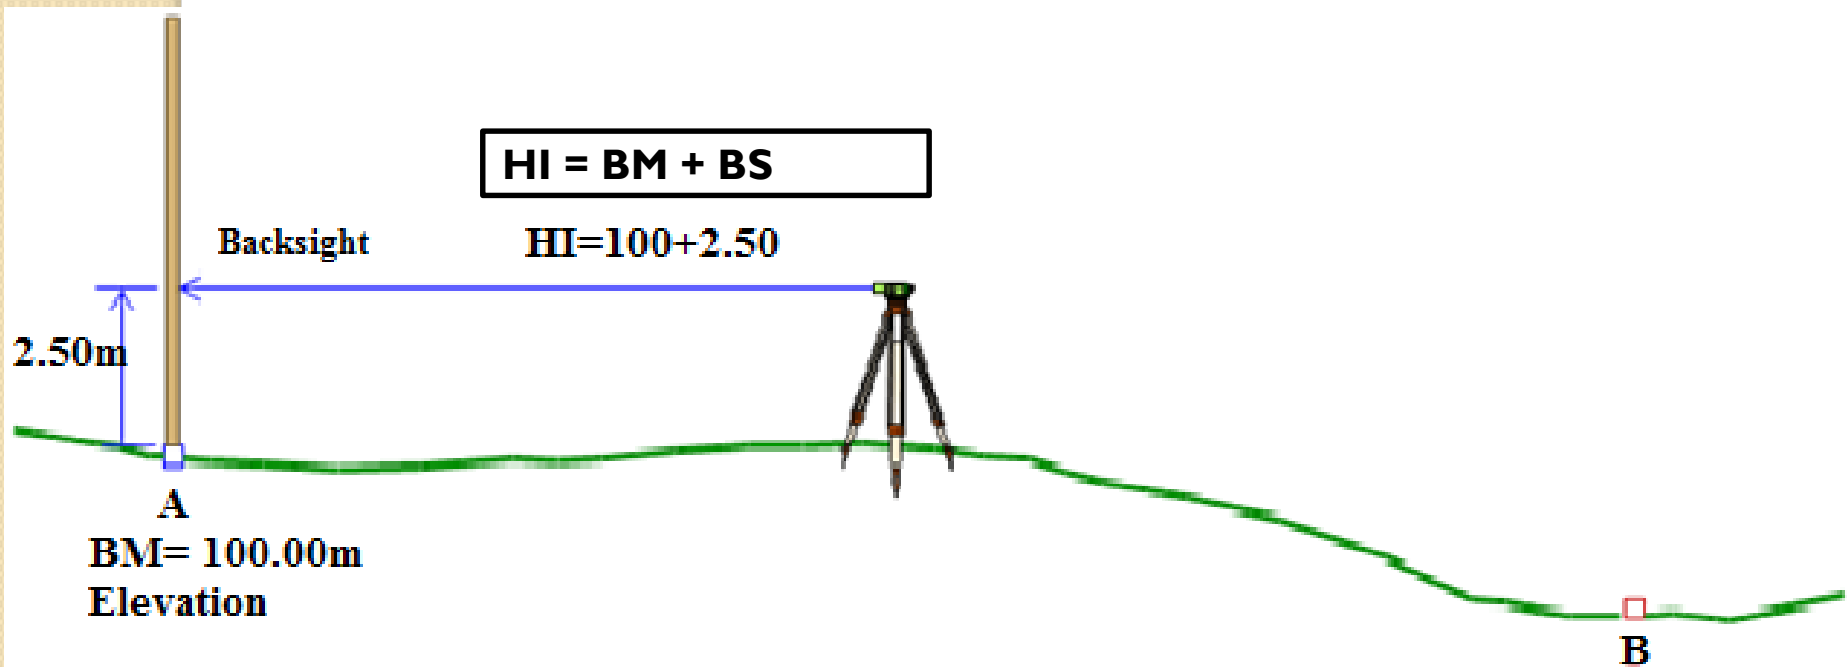 HI = BM + BS
Backsight
HI=100+2.50
2.50m
A
BM= 100.00m
Elevation
B